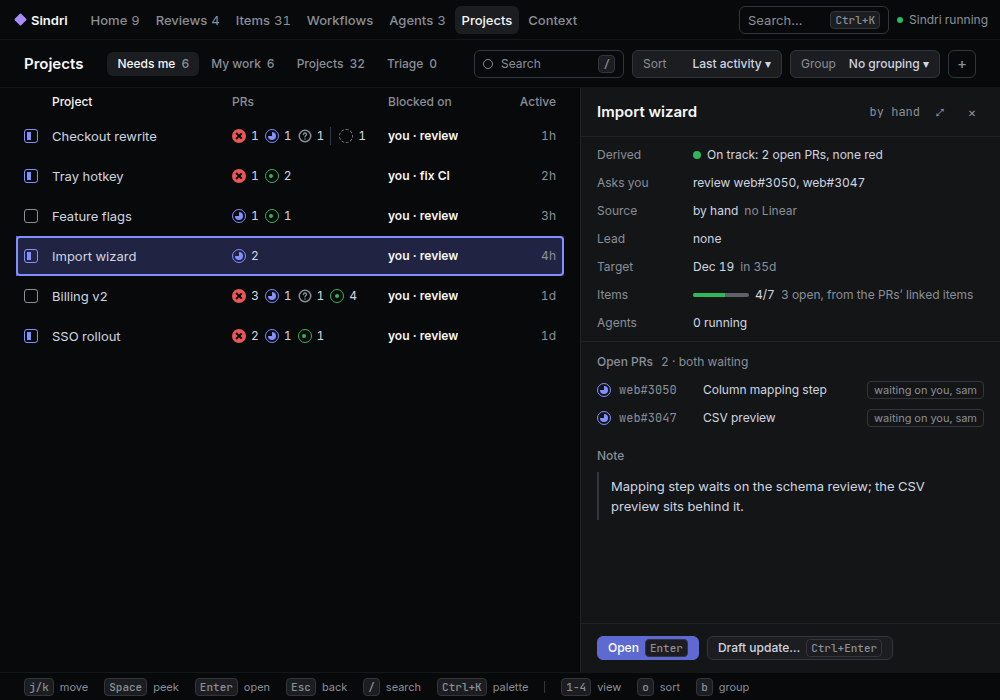 Sindri Home 9 Reviews 4 Items 31 Workflows Agents 3 Projects Context Search... Ctrl+K Sindri running
Projects Needs me 6 My work 6 Projects 32 Triage 0 Search / Sort Last activity ▾ Group No grouping ▾ +
Project PRs Blocked on Active
Checkout rewrite 1 1 1 1 you · review 1h
Tray hotkey 1 2 you · fix CI 2h
Feature flags 1 1 you · review 3h
Import wizard 2 you · review 4h
Billing v2 3 1 1 4 you · review 1d
SSO rollout 2 1 1 you · review 1d
Import wizard by hand ⤢ ×
Derived On track: 2 open PRs, none red
Asks you review web#3050, web#3047
Source by hand no Linear
Lead none
Target Dec 19 in 35d
Items 4/7 3 open, from the PRs’ linked items
Agents 0 running
Open PRs 2 · both waiting
web#3050 Column mapping step waiting on you, sam
web#3047 CSV preview waiting on you, sam
Note
Mapping step waits on the schema review; the CSV
preview sits behind it.
Open Enter Draft update... Ctrl+Enter
j/k move Space peek Enter open Esc back / search Ctrl+K palette 1-4 view o sort b group